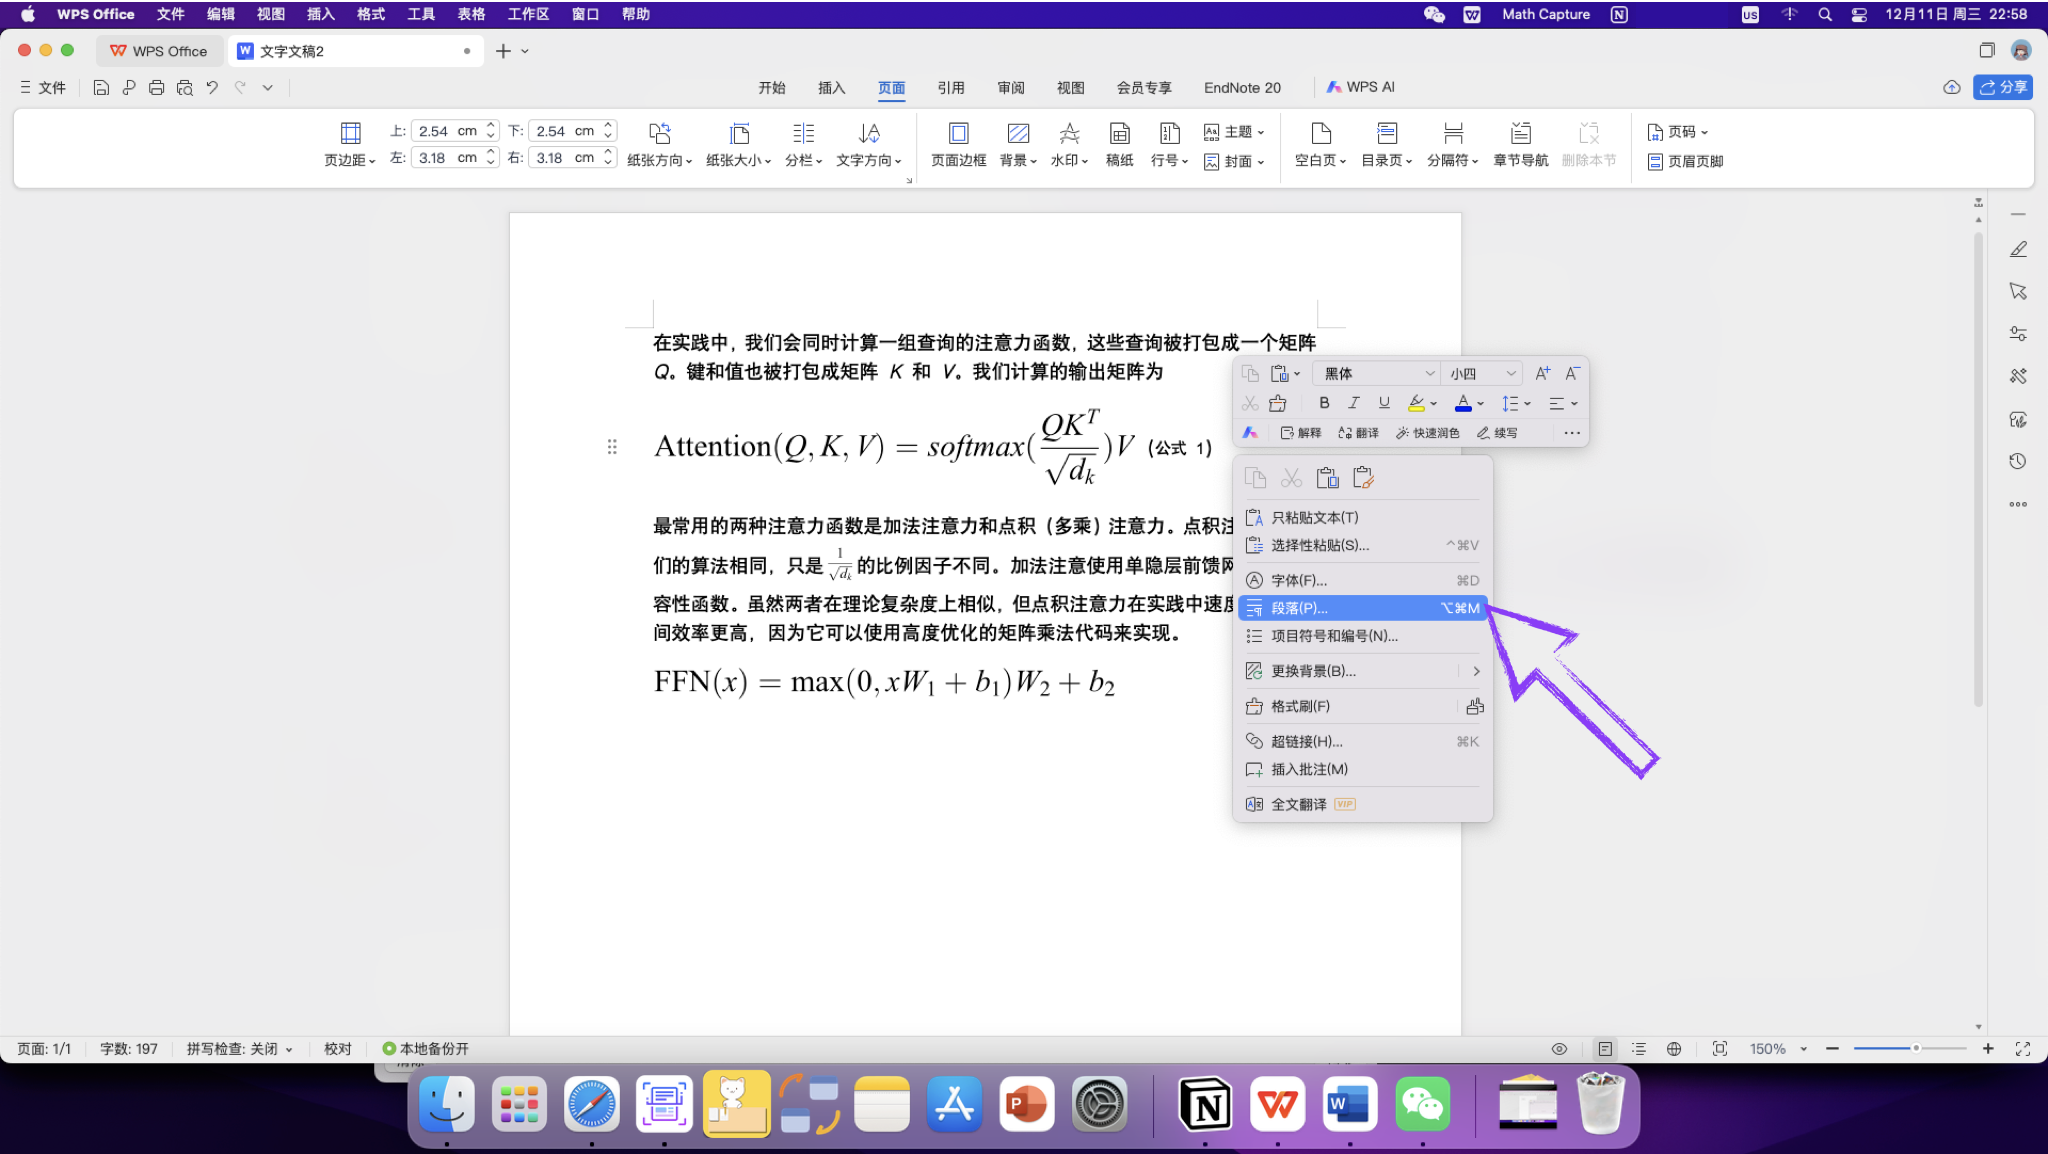 WPS Office 文件 编辑 视图 插入 格式 工具 表格 工作区 窗口 帮助 Math Capture US 12月11日 周三 22:58
WPS Office 文字文稿2
文件 开始 插入 页面 引用 审阅 视图 会员专享 EndNote 20 WPS AI 分享
上: 2.54 cm 下: 2.54 cm 主题 页码
页边距 左: 3.18 cm 右: 3.18 cm 纸张方向 纸张大小 分栏 文字方向 页面边框 背景 水印 稿纸 行号 封面 空白页 目录页 分隔符 章节导航 删除本节 页眉页脚
在实践中，我们会同时计算一组查询的注意力函数，这些查询被打包成一个矩阵
Q。键和值也被打包成矩阵 K 和 V。我们计算的输出矩阵为
Attention(Q, K, V) = softmax(QK^T/√d_k)V (公式 1)
最常用的两种注意力函数是加法注意力和点积（多乘）注意力。点积注
们的算法相同，只是 1/√d_k 的比例因子不同。加法注意使用单隐层前馈网
容性函数。虽然两者在理论复杂度上相似，但点积注意力在实践中速度
间效率更高，因为它可以使用高度优化的矩阵乘法代码来实现。
FFN(x) = max(0, xW₁ + b₁)W₂ + b₂
黑体 小四 A+ A−
B I U A
解释 翻译 快速润色 续写 ···
只粘贴文本(T)
选择性粘贴(S)... ^⌘V
字体(F)... ⌘D
段落(P)... ⌥⌘M
项目符号和编号(N)...
更换背景(B)...
格式刷(F)
超链接(H)... ⌘K
插入批注(M)
全文翻译 VIP
页面: 1/1 字数: 197 拼写检查: 关闭 校对 本地备份开 150%